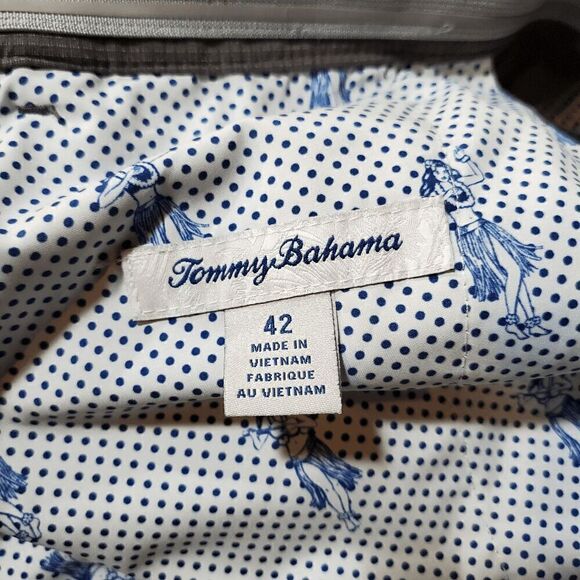 Tommy Bahama
42
MADE IN
VIETNAM
FABRIQUE
AU VIETNAM